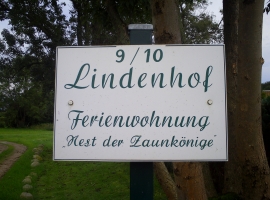 9/10
Lindenhof
Ferienwohnung
'Nest der Zaunkönige'